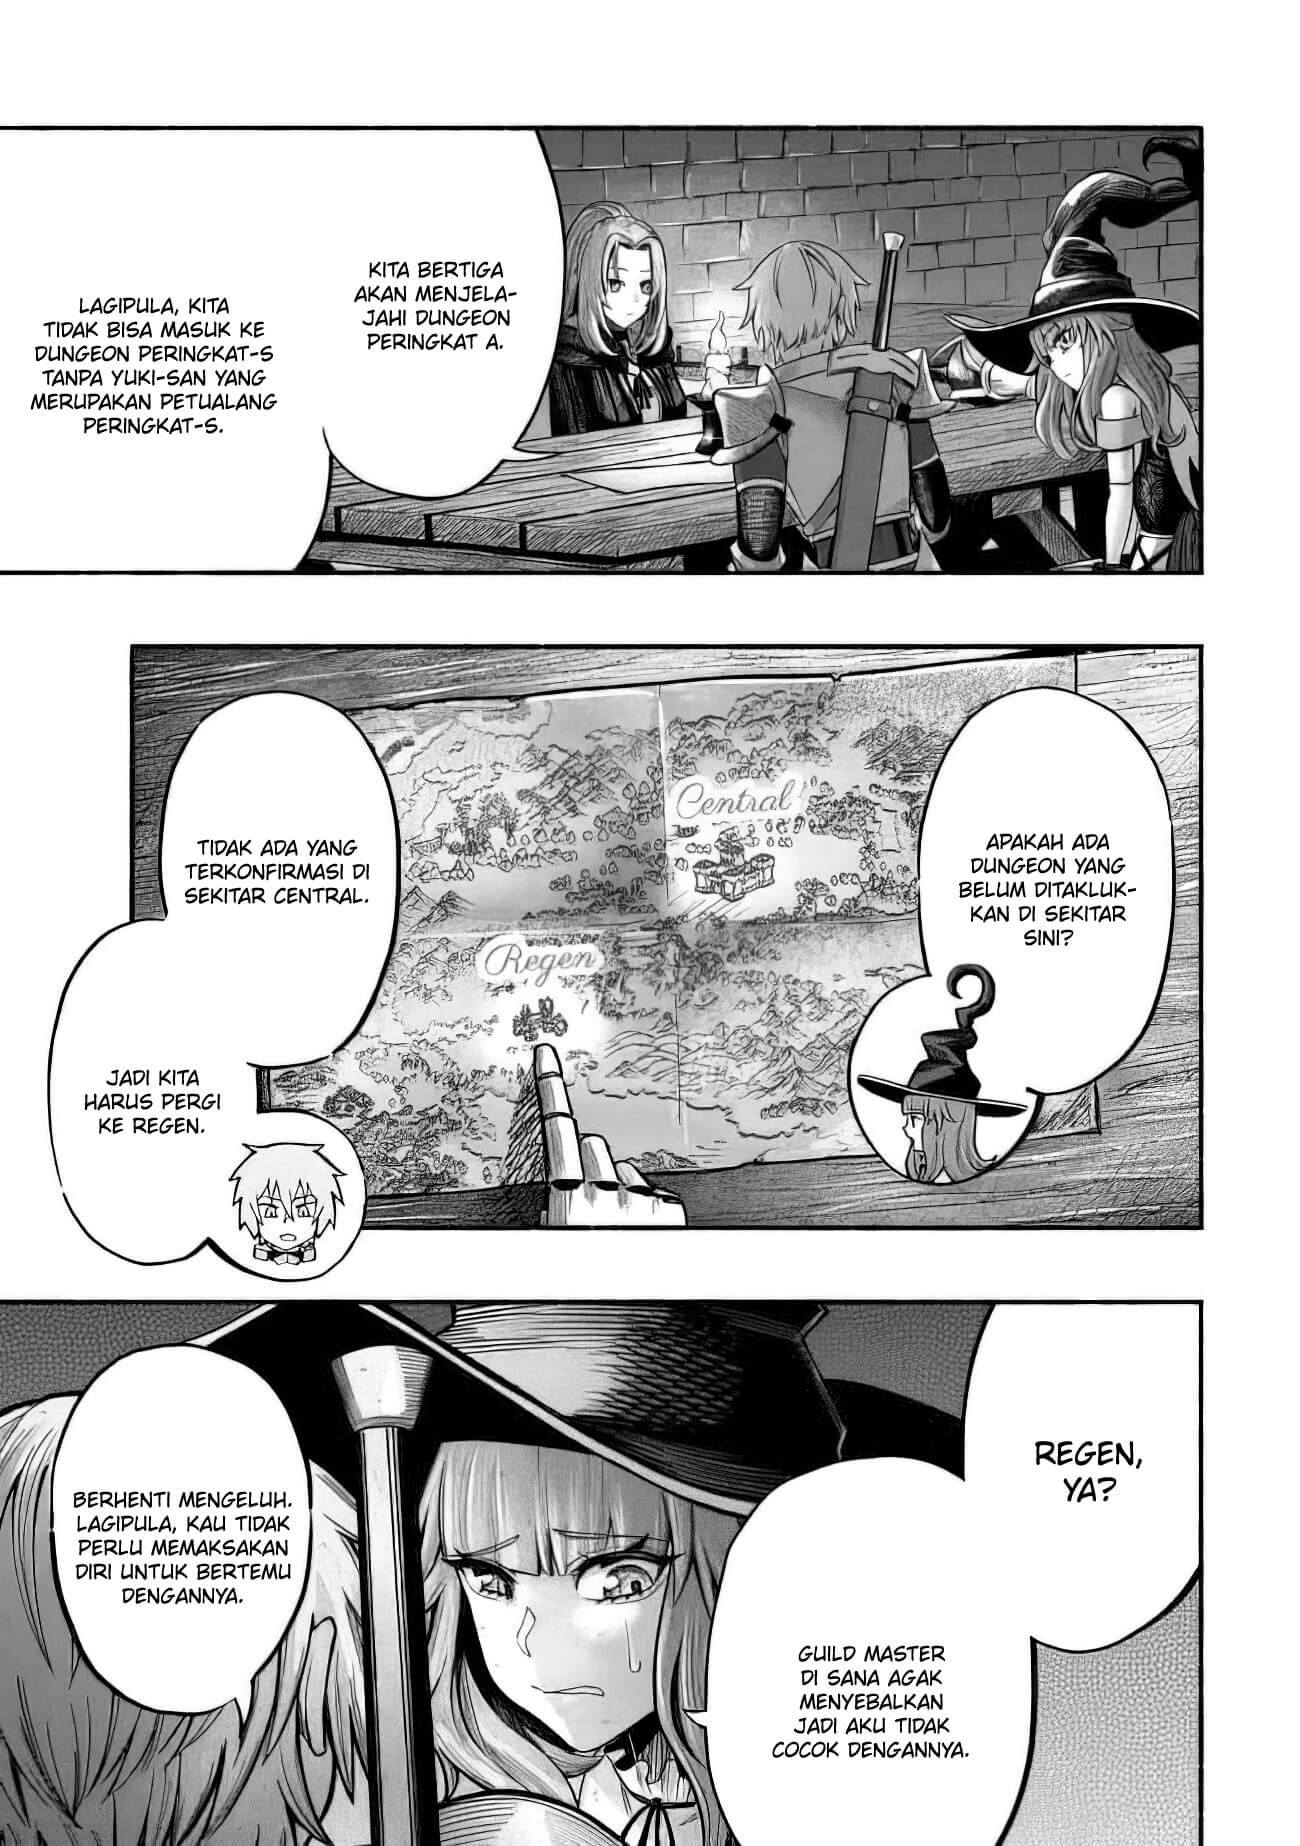 KITA BERTIGA
AKAN MENJELA-
JAHI DUNGEON
PERINGKAT A.
LAGIPULA, KITA
TIDAK BISA MASUK KE
DUNGEON PERINGKAT-S
TANPA YUKI-SAN YANG
MERUPAKAN PETUALANG
PERINGKAT-S.
APAKAH ADA
DUNGEON YANG
BELUM DITAKLUK-
KAN DI SEKITAR
SINI?
Central
Regen
TIDAK ADA YANG
TERKONFIRMASI DI
SEKITAR CENTRAL.
JADI KITA
HARUS PERGI
KE REGEN.
REGEN,
YA?
GUILD MASTER
DI SANA AGAK
MENYEBALKAN
JADI AKU TIDAK
COCOK DENGANNYA.
BERHENTI MENGELUH.
LAGIPULA, KAU TIDAK
PERLU MEMAKSAKAN
DIRI UNTUK BERTEMU
DENGANNYA.